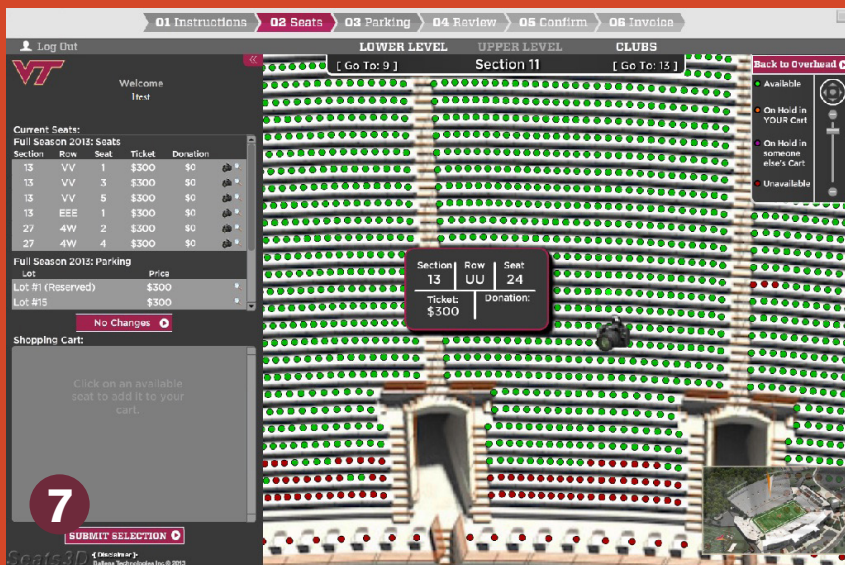 01 Instructions
02 Seats
03 Parking
04 Review
05 Confirm
06 Invoice
Log Out
LOWER LEVEL
UPPER LEVEL
CLUBS
VT
«
[ Go To: 9 ]
Section 11
[ Go To: 13 ]
Back to Overhead
Welcome
1test
Available
On Hold in
YOUR Cart
On Hold in
someone
else's Cart
Unavailable
Current Seats:
Full Season 2013: Seats
Section Row Seat Ticket Donation
13 VV 1 $300 $0
13 VV 3 $300 $0
13 VV 5 $300 $0
13 EEE 1 $300 $0
27 4W 2 $300 $0
27 4W 4 $300 $0
Full Season 2013: Parking
Lot Price
Lot #1 (Reserved) $300
Lot #15 $300
No Changes
Section Row Seat
13 UU 24
Ticket: Donation:
$300
Shopping Cart:
Click on an available
seat to add it to your
cart.
7
SUBMIT SELECTION
Seats3D
{ Disclaimer }
Ballena Technologies Inc © 2013